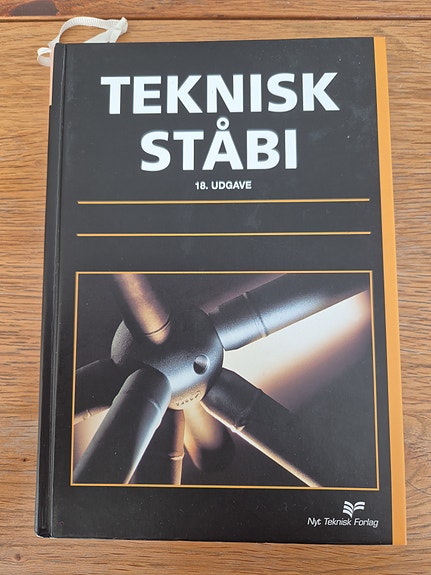 TEKNISK
STÅBI
18. UDGAVE
Nyt Teknisk Forlag